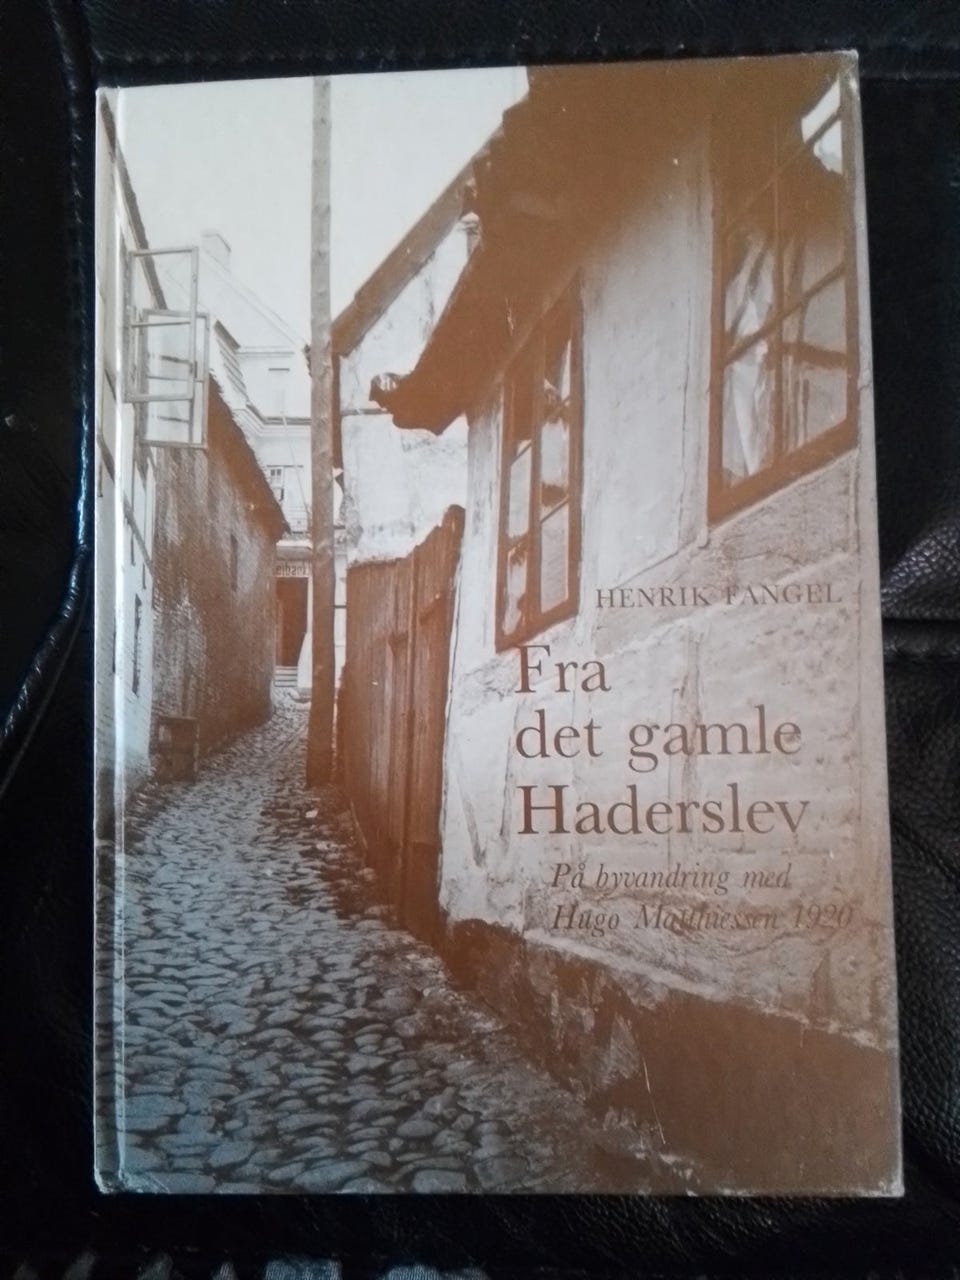 HENRIK FANGEL
Fra
det gamle
Haderslev
På byvandring med
Hugo Matthiessen 1920